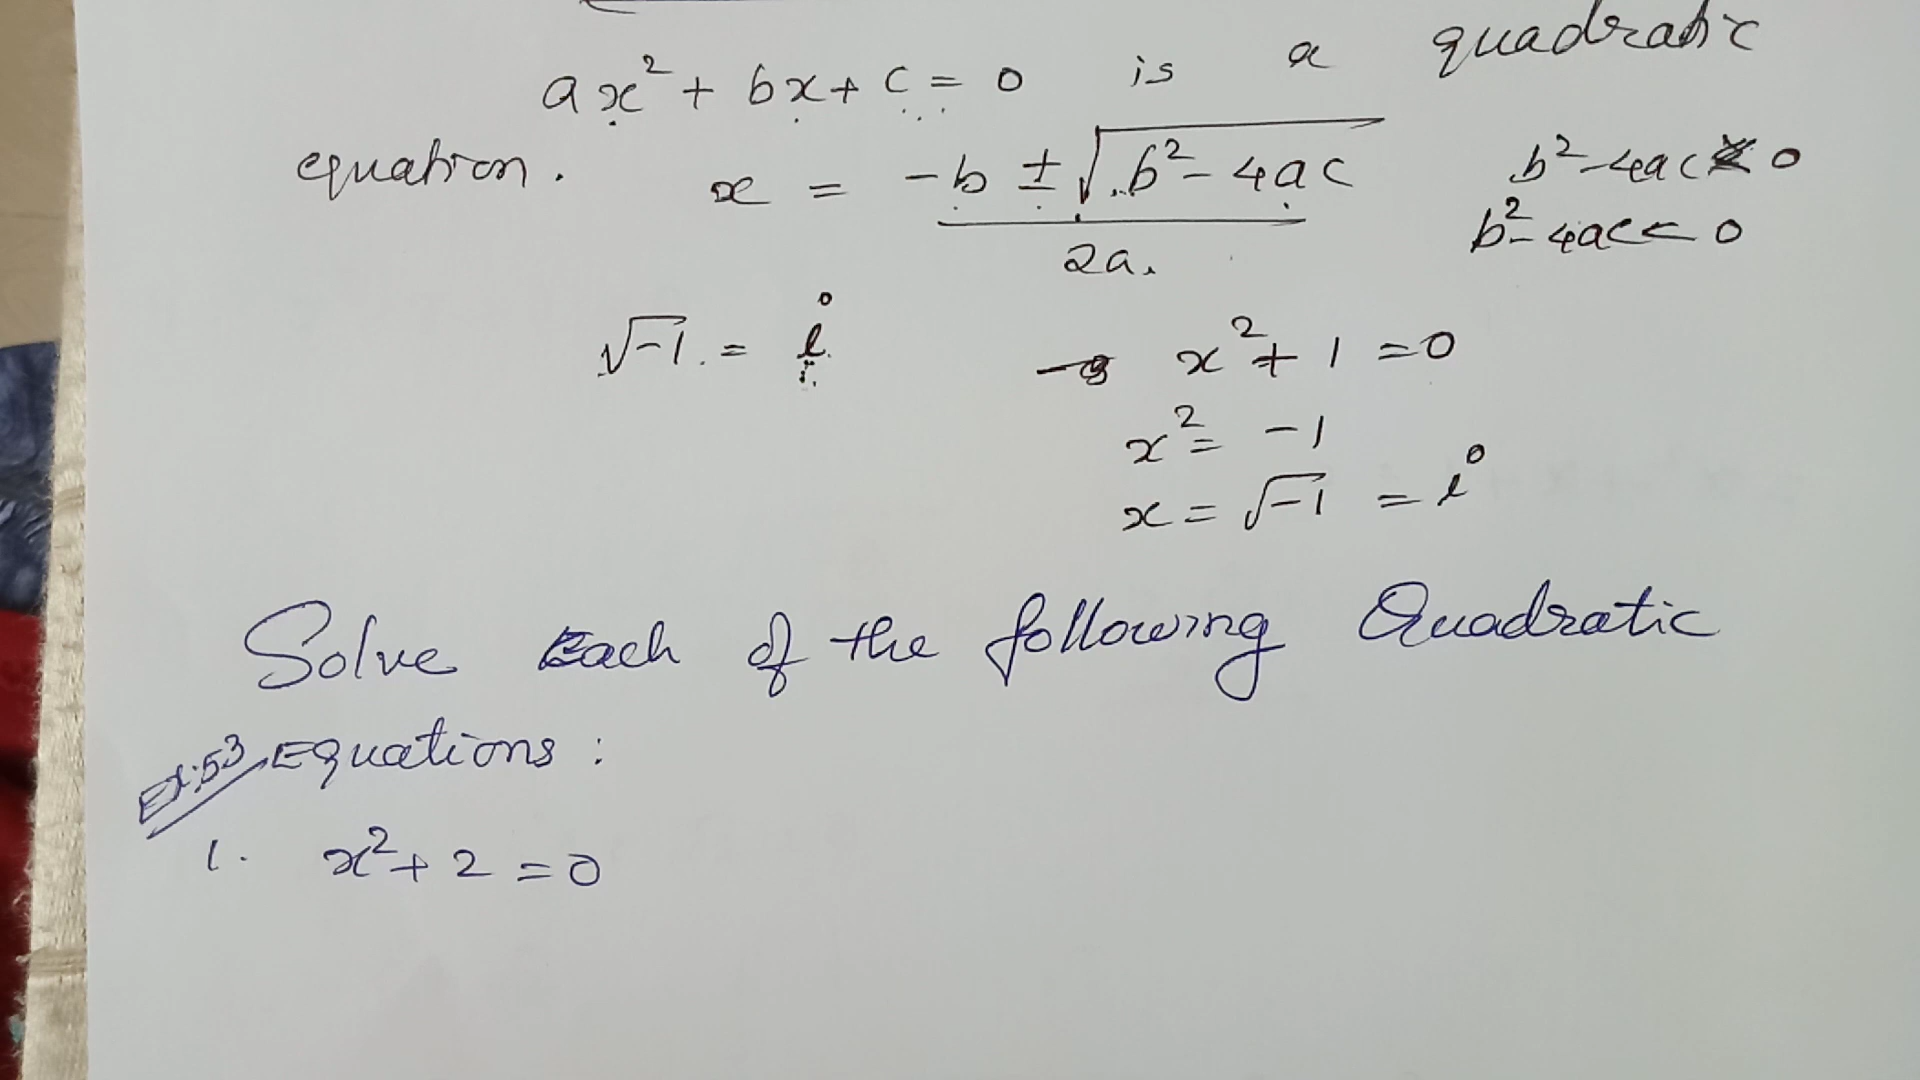 ax² + bx + c = 0 is a quadratic
equation. x = -b ± √b² - 4ac / 2a.
b² - 4ac < 0
b² - 4ac < 0
√-1 = i
x² + 1 = 0
x² = -1
x = √-1 = i
Solve Each of the following Quadratic
Ex:5.3 Equations :
1. x² + 2 = 0